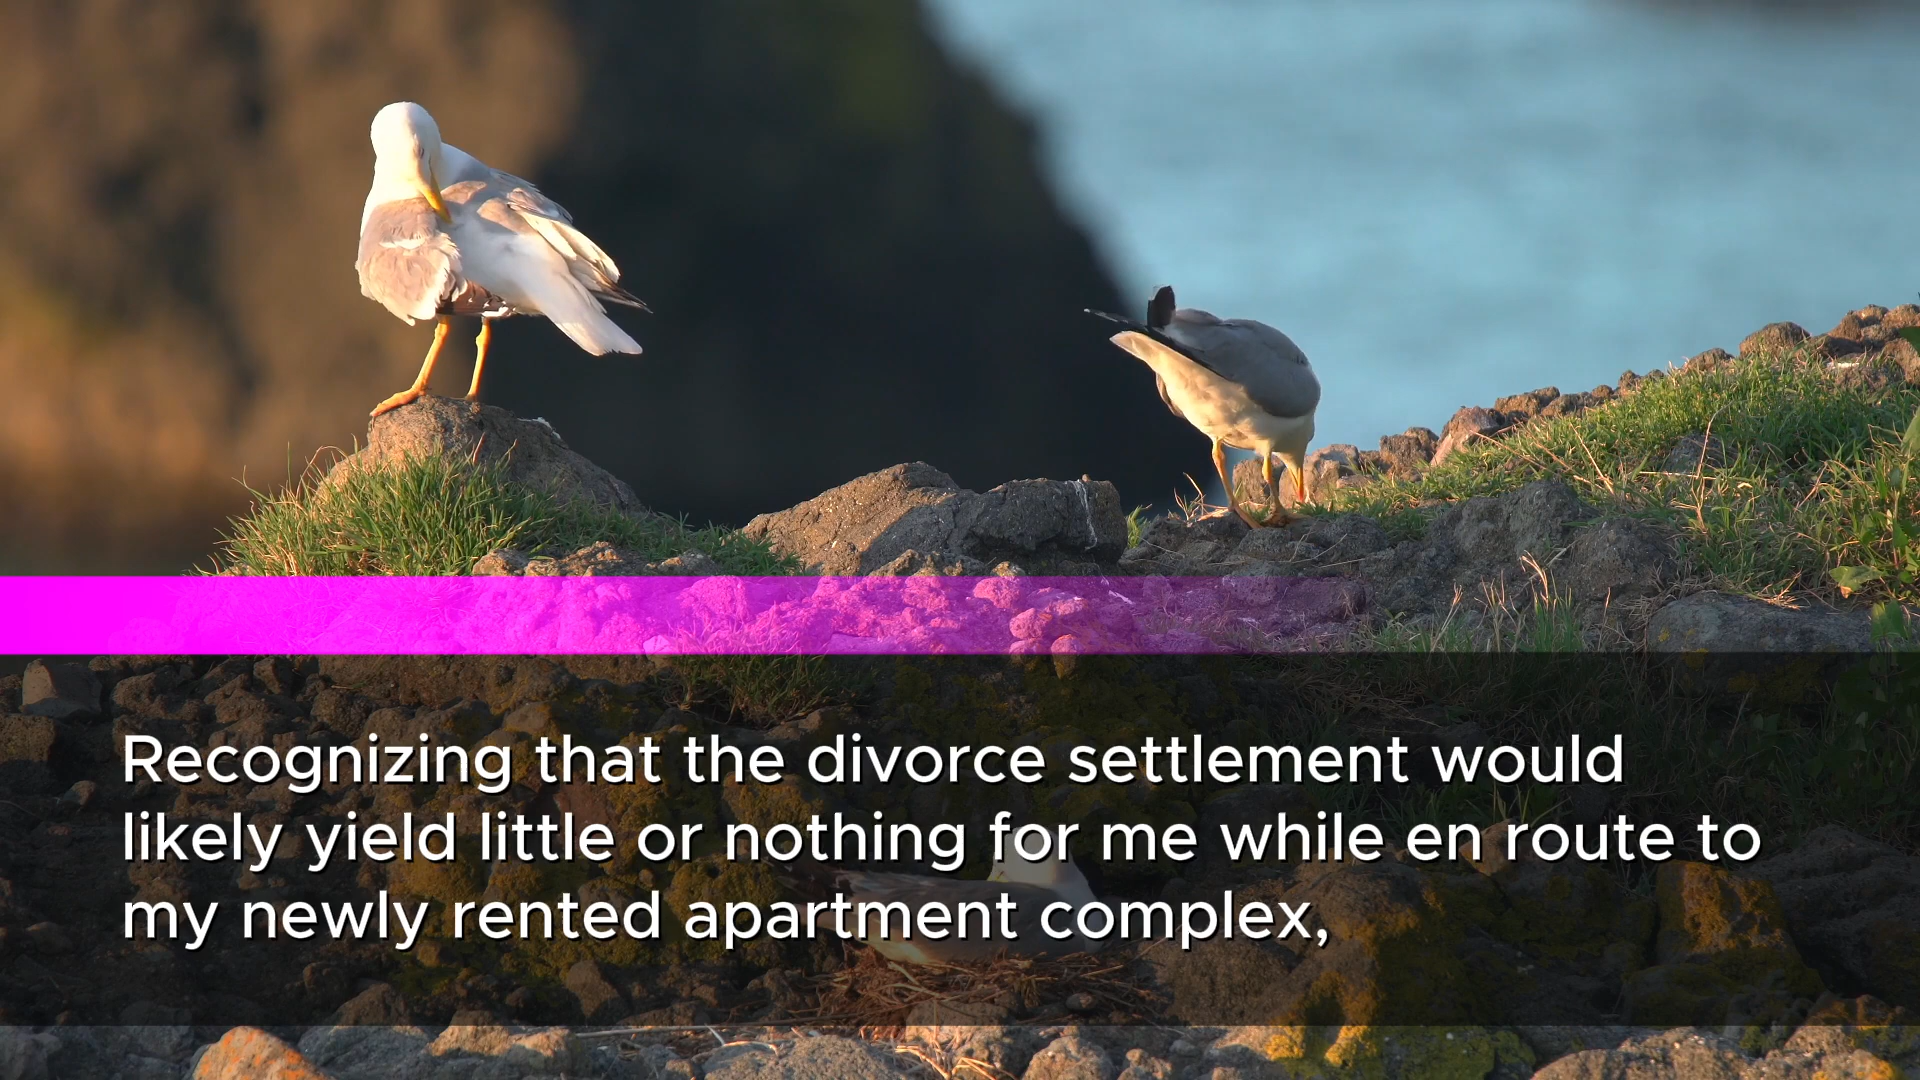 Recognizing that the divorce settlement would
likely yield little or nothing for me while en route to
my newly rented apartment complex,